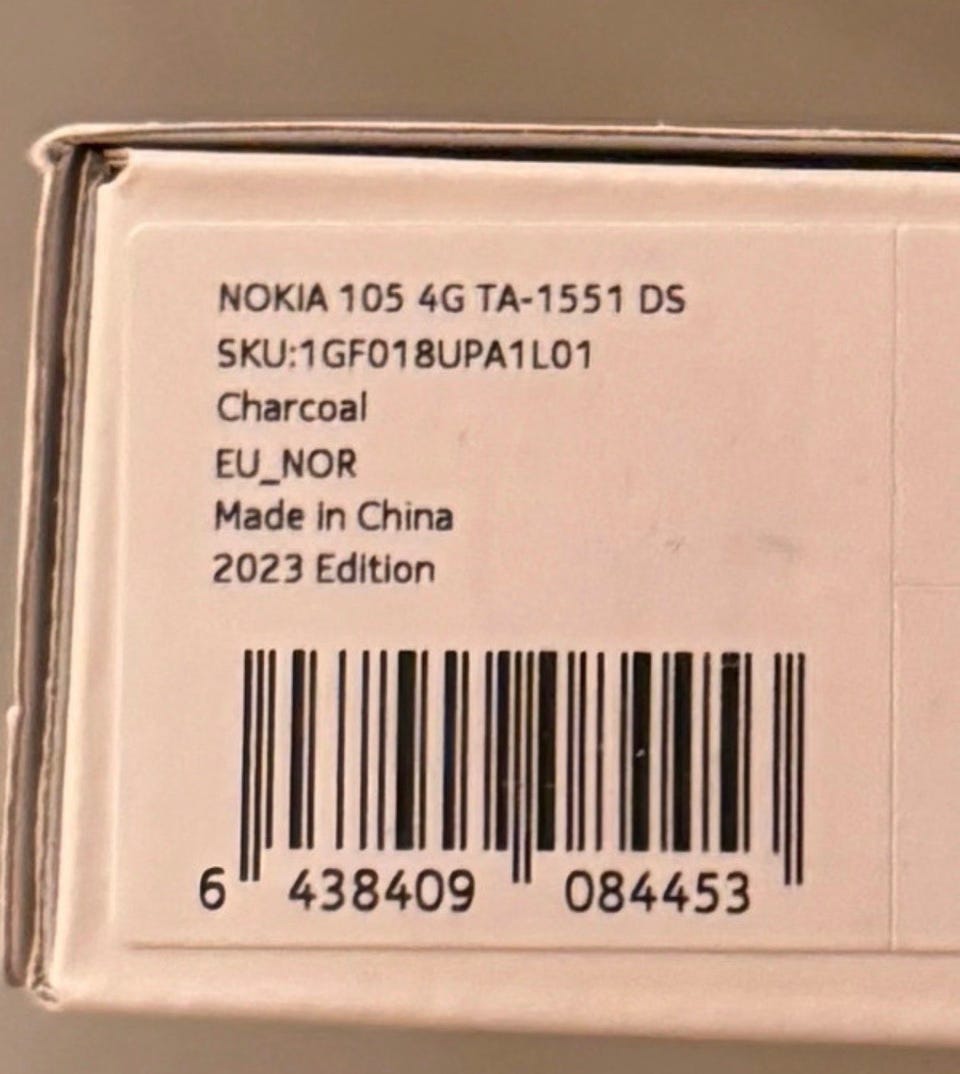 NOKIA 105 4G TA-1551 DS
SKU:1GF018UPA1L01
Charcoal
EU_NOR
Made in China
2023 Edition
6 438409 084453